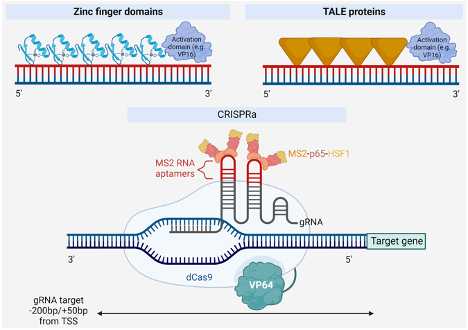 Zinc finger domains
TALE proteins
Activation
domain (e.g.
VP16)
Activation
domain (e.g.
VP16)
5'
3'
5'
3'
CRISPRa
MS2 RNA
aptamers
MS2-p65-HSF1
gRNA
Target gene
3'
dCas9
5'
VP64
gRNA target
-200bp/+50bp
from TSS